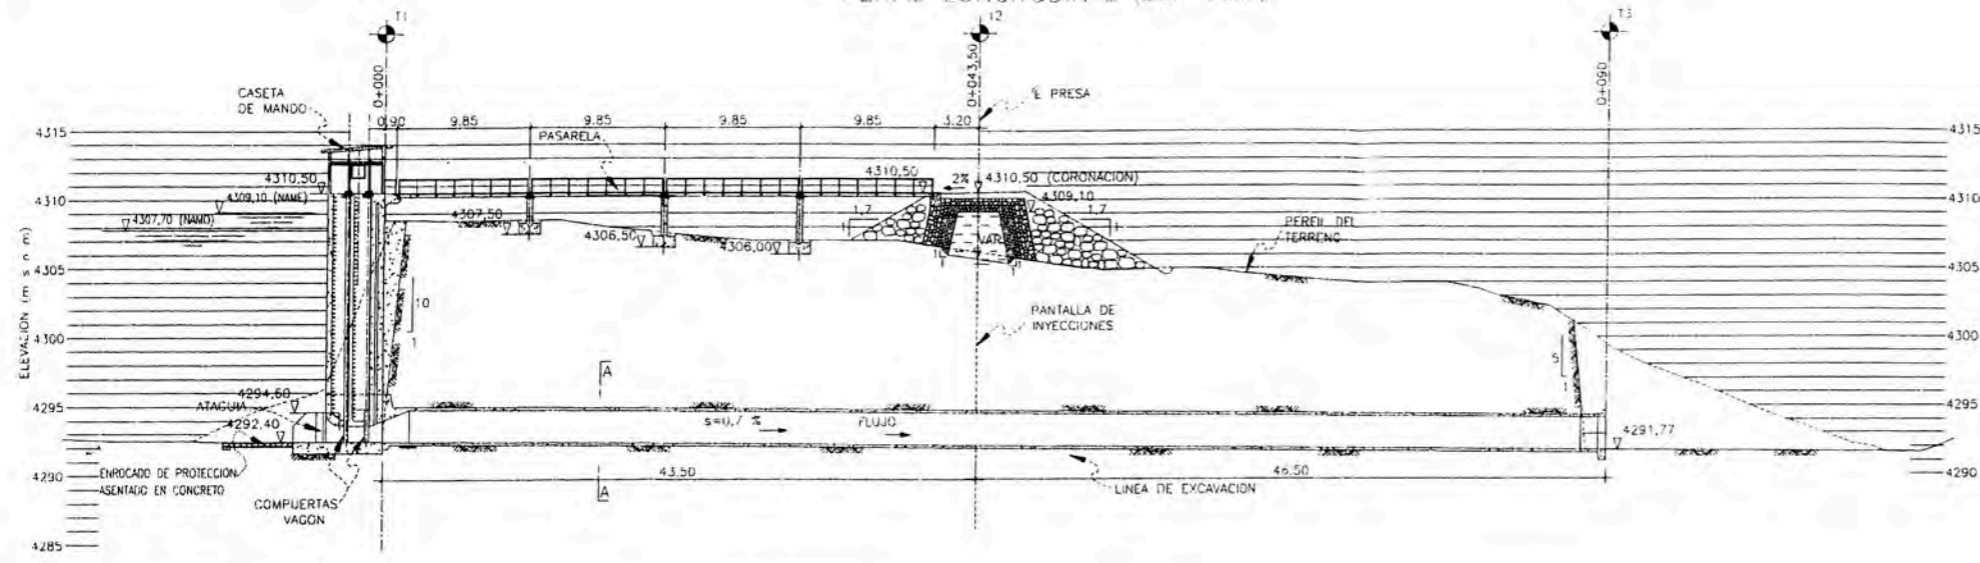 T1
T2
T3
0+000
0+043,50
0+090
CASETA
DE MANDO
℄ PRESA
4315
0,90
9.85
9.85
9.85
9.85
3.20
4315
PASARELA
4310,50
4310,50
2%
4310,50 (CORONACION)
4310
4309,10 (NAME)
4309,10
4310
4307,70 (NAMO)
4307,50
1,7
1,7
PERFIL DEL
TERRENO
4306,50
4306,00
VAR
4305
4305
10
1
PANTALLA DE
INYECCIONES
ELEVACION (m s n m)
4300
4300
5
1
A
4294,60
4295
ATAGUIA
4295
4292,40
s=0,7 %
FLUJO
4291,77
4290
ENROCADO DE PROTECCION
ASENTADO EN CONCRETO
43.50
46.50
4290
A
LINEA DE EXCAVACION
COMPUERTAS
VAGON
4285